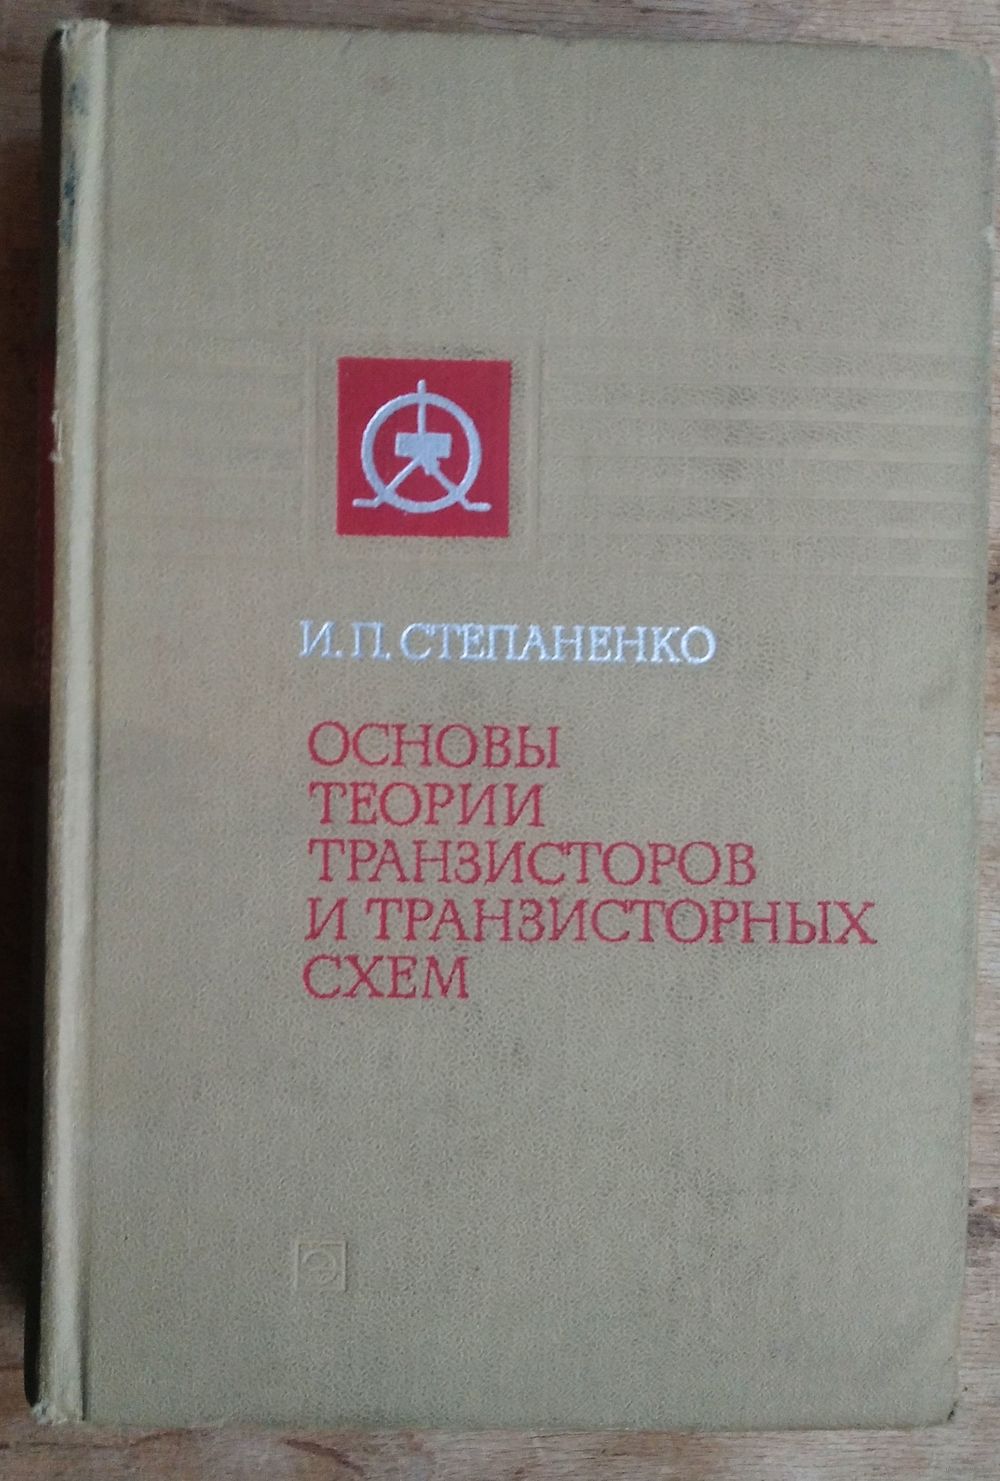 И. П. СТЕПАНЕНКО
ОСНОВЫ
ТЕОРИИ
ТРАНЗИСТОРОВ
И ТРАНЗИСТОРНЫХ
СХЕМ